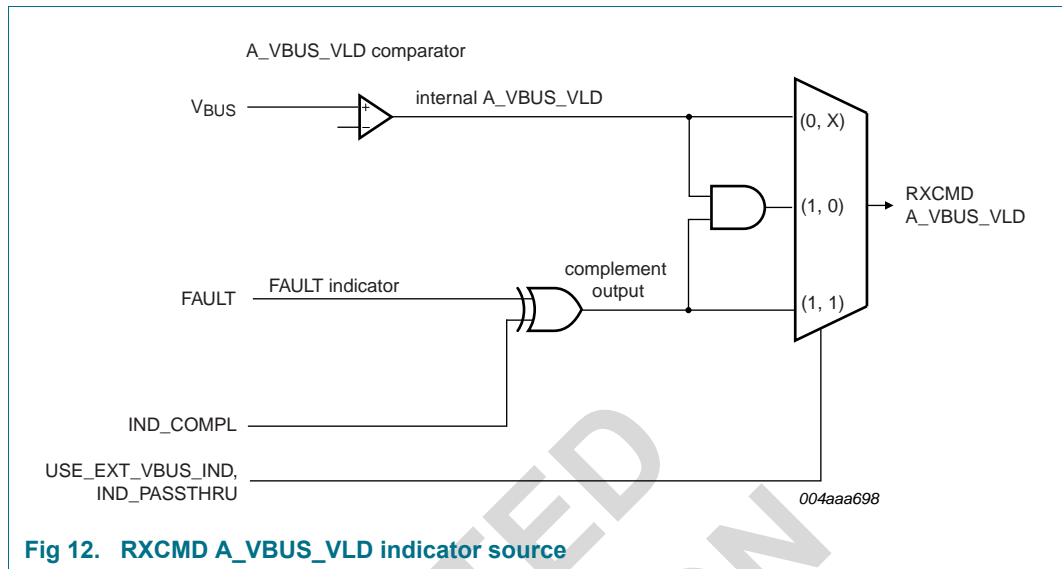 A_VBUS_VLD comparator
VBUS
+
−
internal A_VBUS_VLD
(0, X)
(1, 0)
RXCMD
A_VBUS_VLD
complement
output
FAULT
FAULT indicator
(1, 1)
IND_COMPL
USE_EXT_VBUS_IND,
IND_PASSTHRU
004aaa698
Fig 12. RXCMD A_VBUS_VLD indicator source